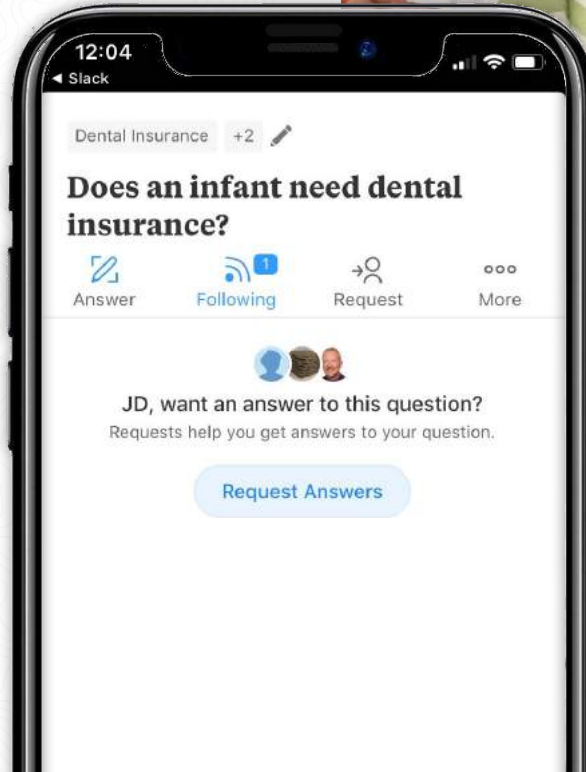 12:04
◀ Slack
Dental Insurance +2
Does an infant need dental
insurance?
1
Answer Following Request More
JD, want an answer to this question?
Requests help you get answers to your question.
Request Answers